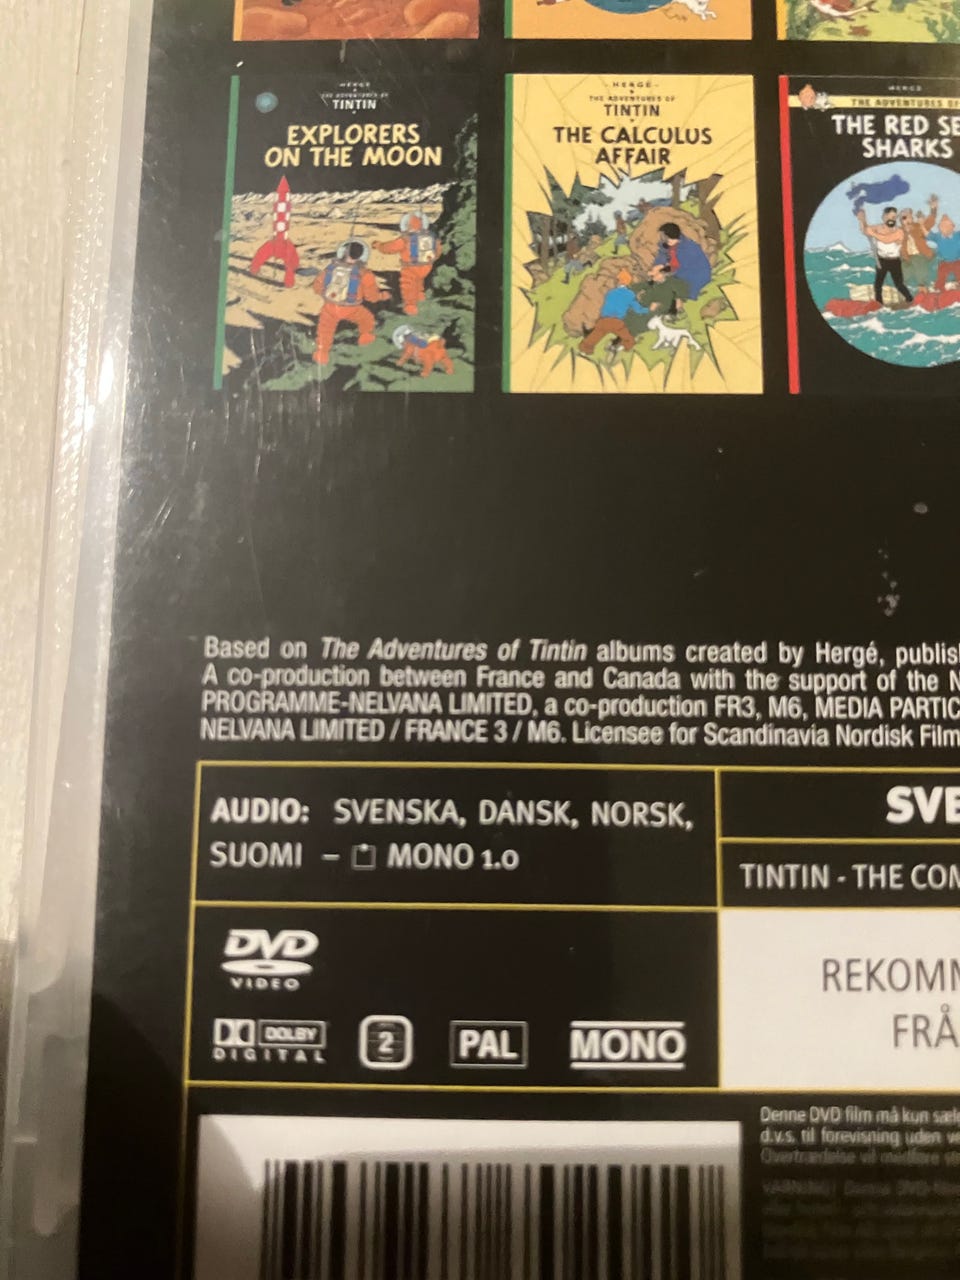 HERGÉ
THE ADVENTURES OF
TINTIN
EXPLORERS
ON THE MOON
HERGÉ
THE ADVENTURES OF
TINTIN
THE CALCULUS
AFFAIR
HERGÉ
THE ADVENTURES OF
THE RED SE
SHARKS
Based on The Adventures of Tintin albums created by Hergé, publis
A co-production between France and Canada with the support of the
PROGRAMME-NELVANA LIMITED, a co-production FR3, M6, MEDIA PARTIC
NELVANA LIMITED / FRANCE 3 / M6. Licensee for Scandinavia Nordisk Film
AUDIO: SVENSKA, DANSK, NORSK,
SUOMI – MONO 1.0
SVE
TINTIN - THE COM
DVD
VIDEO
DOLBY
DIGITAL
2
PAL
MONO
REKOMM
FRÅ
Denne DVD film må kun sælg
d.v.s. til forevisning uden ve
Overtrædelse vil medføre